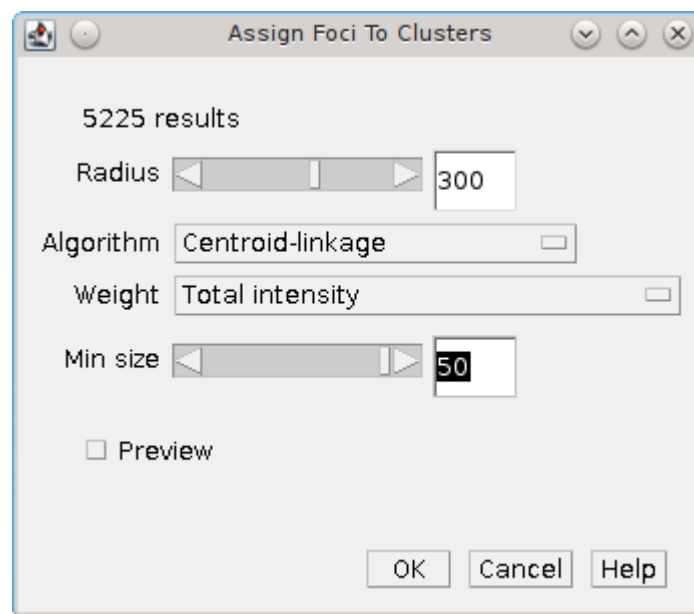 Assign Foci To Clusters
5225 results
Radius 300
Algorithm Centroid-linkage
Weight Total intensity
Min size 50
Preview
OK Cancel Help